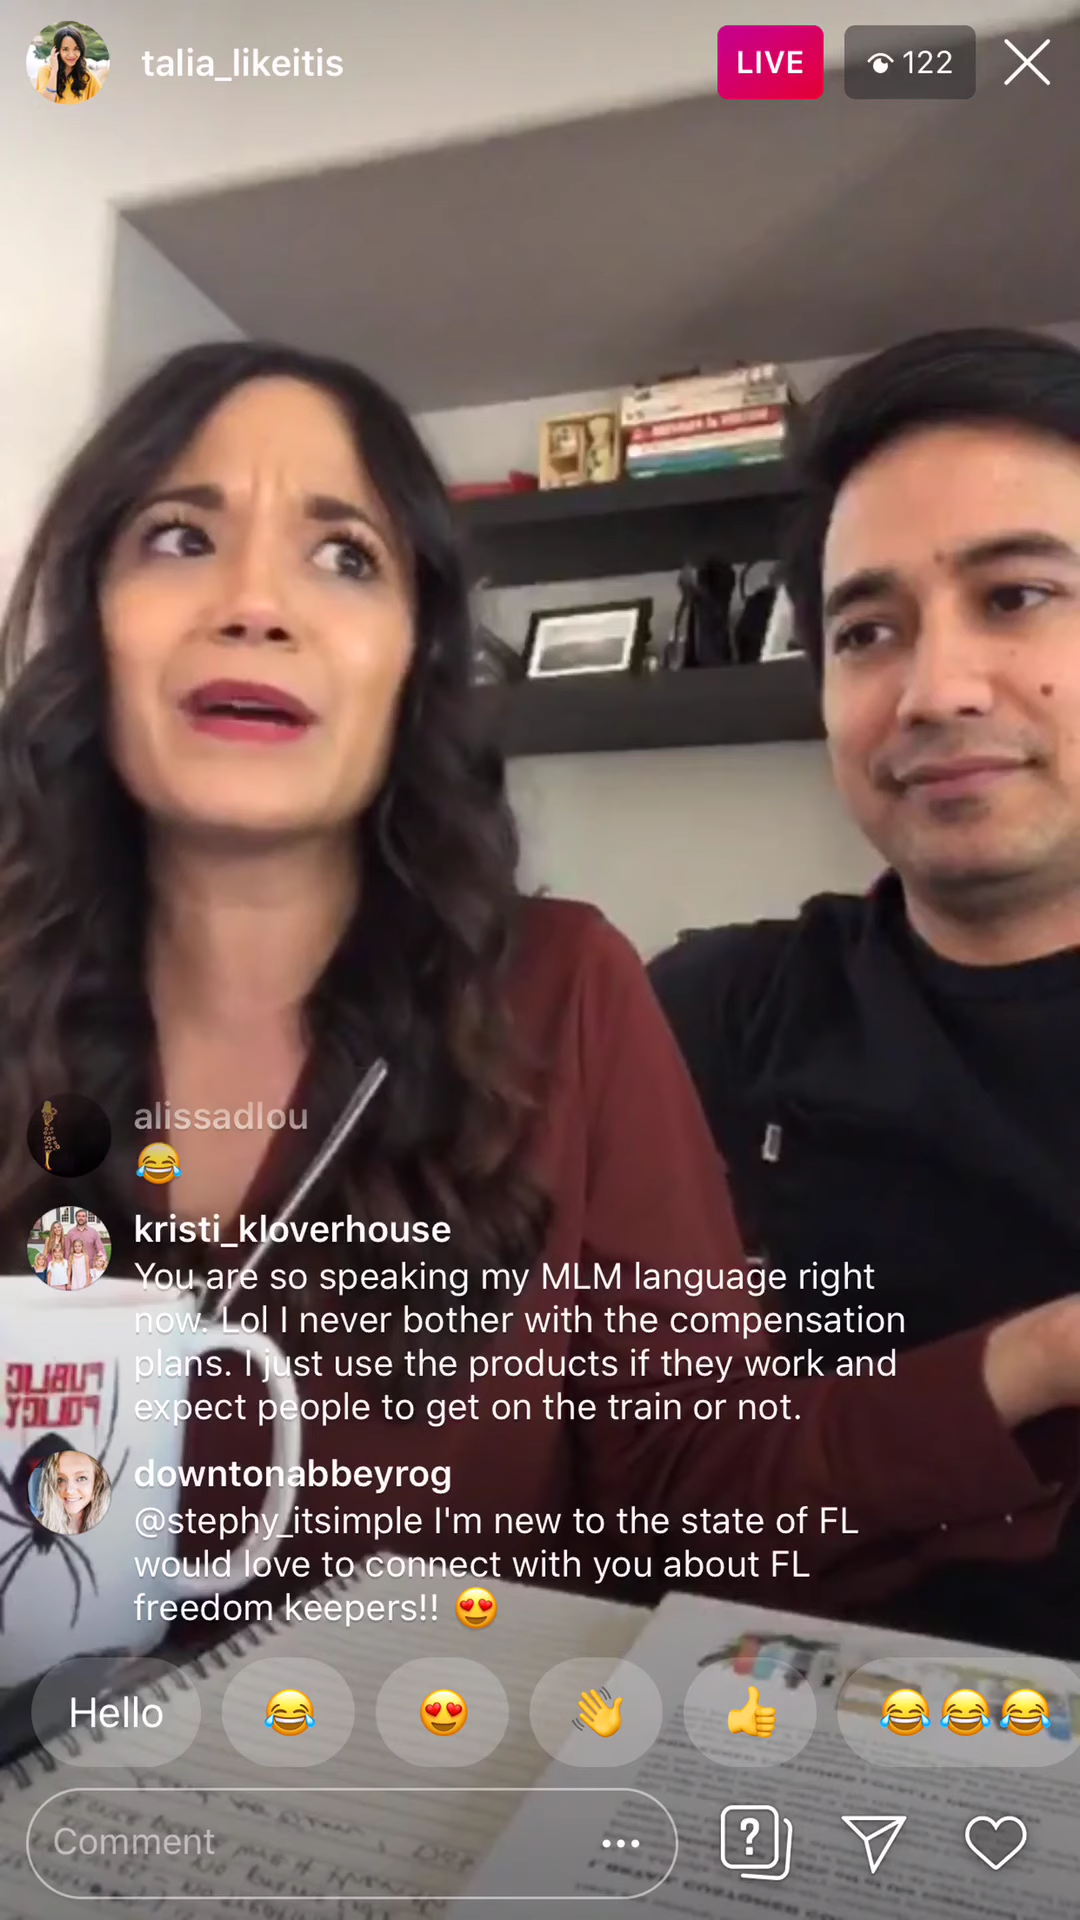 talia_likeitis
LIVE
122
alissadlou
😂
kristi_kloverhouse
You are so speaking my MLM language right
now. Lol I never bother with the compensation
plans. I just use the products if they work and
expect people to get on the train or not.
PUBLIC
POLICY
downtonabbeyrog
@stephy_itsimple I'm new to the state of FL
would love to connect with you about FL
freedom keepers!! 😍
Hello 😂 😍 👋 👍 😂😂😂
Comment